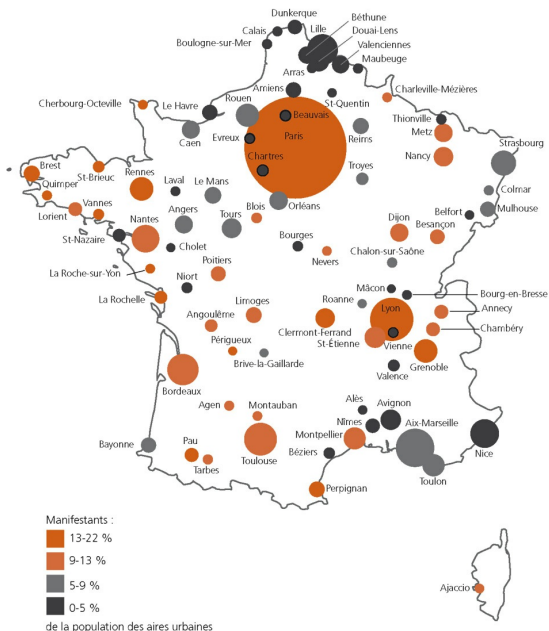 Dunkerque
Béthune
Calais
Lille
Douai-Lens
Boulogne-sur-Mer
Valenciennes
Maubeuge
Arras
Amiens
St-Quentin
Charleville-Mézières
Cherbourg-Octeville
Le Havre
Rouen
Beauvais
Thionville
Metz
Caen
Evreux
Paris
Reims
Strasbourg
Nancy
Chartres
Troyes
Brest
St-Brieuc
Rennes
Laval
Le Mans
Quimper
Colmar
Lorient
Vannes
Angers
Tours
Blois
Orléans
Dijon
Belfort
Mulhouse
Nantes
Besançon
St-Nazaire
Cholet
Bourges
Nevers
Chalon-sur-Saône
La Roche-sur-Yon
Poitiers
Niort
Mâcon
Bourg-en-Bresse
La Rochelle
Roanne
Lyon
Annecy
Limoges
Angoulême
Clermont-Ferrand
Chambéry
St-Étienne
Vienne
Périgueux
Brive-la-Gaillarde
Grenoble
Valence
Bordeaux
Agen
Montauban
Alès
Avignon
Nîmes
Aix-Marseille
Montpellier
Bayonne
Pau
Toulouse
Béziers
Nice
Tarbes
Toulon
Perpignan
Manifestants :
13-22 %
9-13 %
5-9 %
0-5 %
de la population des aires urbaines
Ajaccio